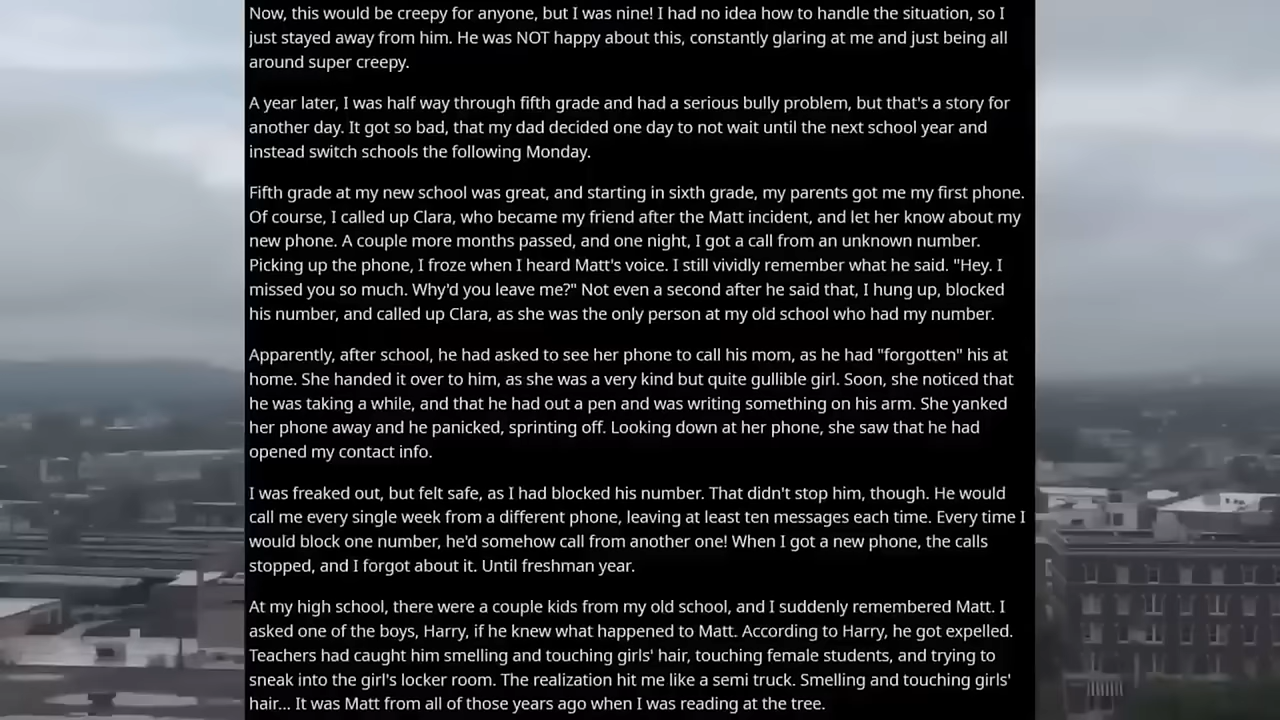 Now, this would be creepy for anyone, but I was nine! I had no idea how to handle the situation, so I
just stayed away from him. He was NOT happy about this, constantly glaring at me and just being all
around super creepy.
A year later, I was half way through fifth grade and had a serious bully problem, but that's a story for
another day. It got so bad, that my dad decided one day to not wait until the next school year and
instead switch schools the following Monday.
Fifth grade at my new school was great, and starting in sixth grade, my parents got me my first phone.
Of course, I called up Clara, who became my friend after the Matt incident, and let her know about my
new phone. A couple more months passed, and one night, I got a call from an unknown number.
Picking up the phone, I froze when I heard Matt's voice. I still vividly remember what he said. "Hey. I
missed you so much. Why'd you leave me?" Not even a second after he said that, I hung up, blocked
his number, and called up Clara, as she was the only person at my old school who had my number.
Apparently, after school, he had asked to see her phone to call his mom, as he had "forgotten" his at
home. She handed it over to him, as she was a very kind but quite gullible girl. Soon, she noticed that
he was taking a while, and that he had out a pen and was writing something on his arm. She yanked
her phone away and he panicked, sprinting off. Looking down at her phone, she saw that he had
opened my contact info.
I was freaked out, but felt safe, as I had blocked his number. That didn't stop him, though. He would
call me every single week from a different phone, leaving at least ten messages each time. Every time I
would block one number, he'd somehow call from another one! When I got a new phone, the calls
stopped, and I forgot about it. Until freshman year.
At my high school, there were a couple kids from my old school, and I suddenly remembered Matt. I
asked one of the boys, Harry, if he knew what happened to Matt. According to Harry, he got expelled.
Teachers had caught him smelling and touching girls' hair, touching female students, and trying to
sneak into the girl's locker room. The realization hit me like a semi truck. Smelling and touching girls'
hair... It was Matt from all of those years ago when I was reading at the tree.